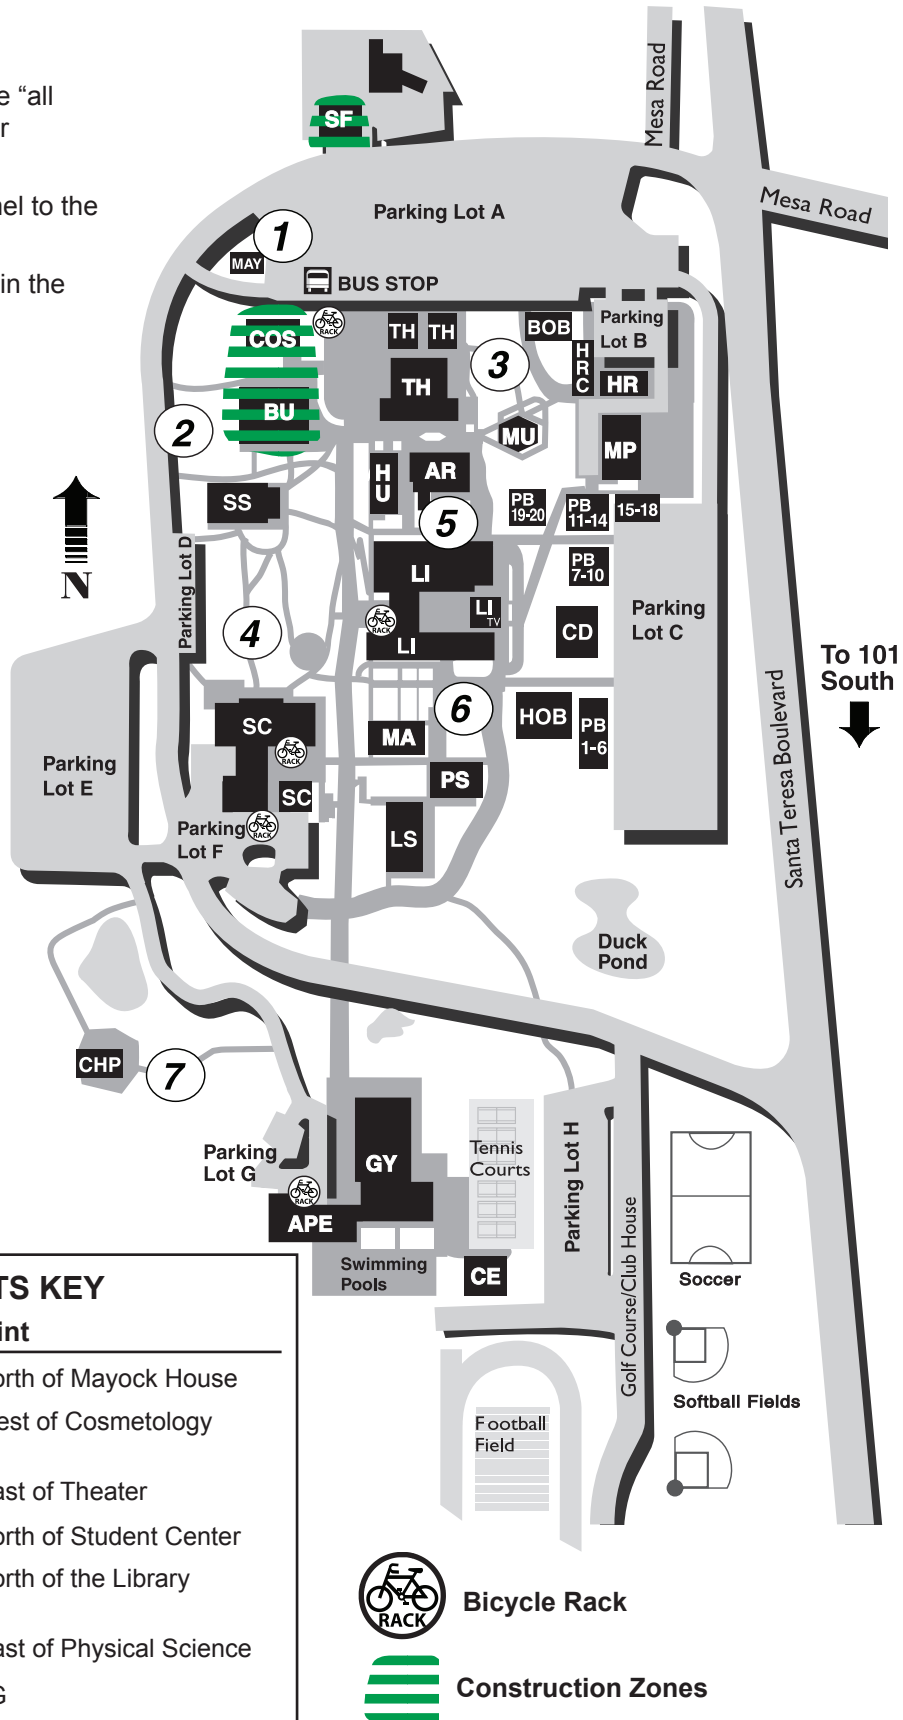 e “all
r
nel to the
in the
SF
Mesa Road
Mesa Road
Parking Lot A
1
MAY
BUS STOP
RACK
COS
TH
TH
BOB
Parking
Lot B
H
R
C
3
TH
HR
BU
2
MU
MP
H
U
AR
SS
PB
19-20
PB
11-14
15-18
5
N
Parking Lot D
LI
PB
7-10
LI
TV
Parking
Lot C
4
RACK
CD
LI
To 101
South
Santa Teresa Boulevard
6
SC
HOB
MA
PB
1-6
RACK
Parking
Lot E
PS
SC
Parking
Lot F
RACK
LS
Duck
Pond
CHP
7
Parking
Lot G
GY
Tennis
Courts
Parking Lot H
RACK
APE
Golf Course/Club House
Swimming
Pools
CE
Soccer
TS KEY
int
orth of Mayock House
est of Cosmetology
ast of Theater
orth of Student Center
orth of the Library
ast of Physical Science
G
Softball Fields
Football
Field
RACK
Bicycle Rack
Construction Zones